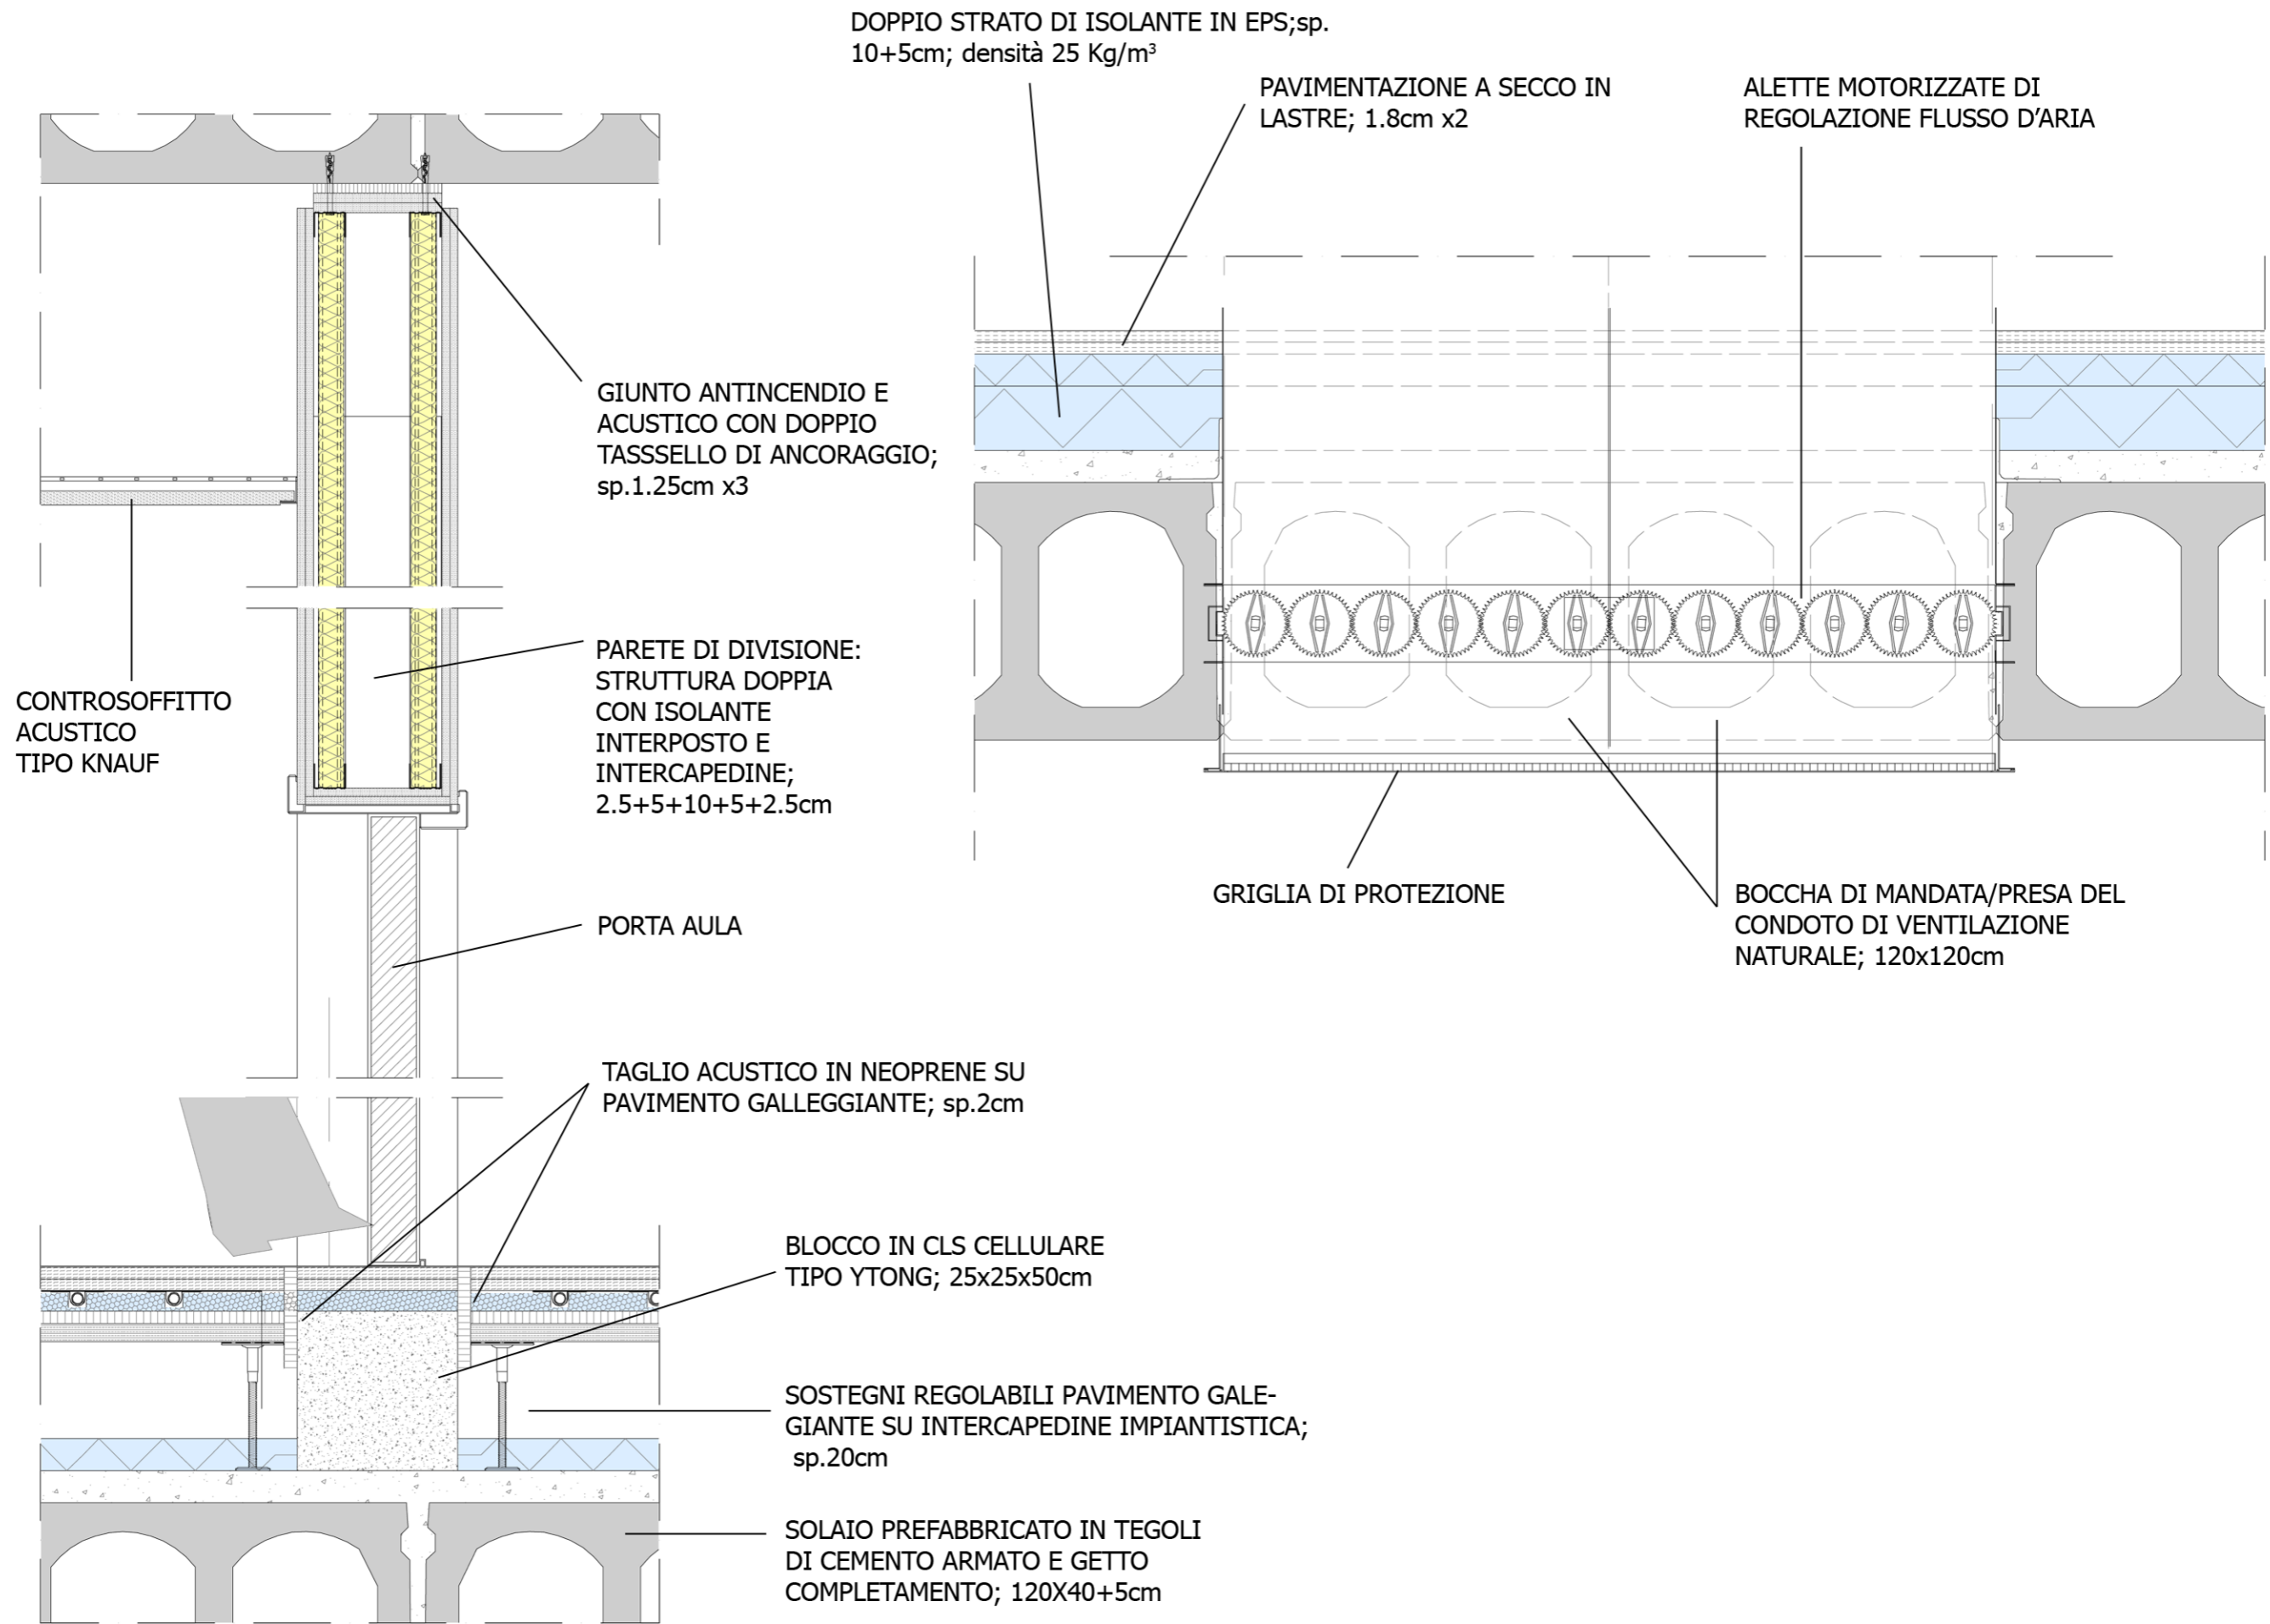 DOPPIO STRATO DI ISOLANTE IN EPS;sp.
10+5cm; densità 25 Kg/m³
PAVIMENTAZIONE A SECCO IN
LASTRE; 1.8cm x2
ALETTE MOTORIZZATE DI
REGOLAZIONE FLUSSO D'ARIA
GIUNTO ANTINCENDIO E
ACUSTICO CON DOPPIO
TASSSELLO DI ANCORAGGIO;
sp.1.25cm x3
PARETE DI DIVISIONE:
STRUTTURA DOPPIA
CON ISOLANTE
INTERPOSTO E
INTERCAPEDINE;
2.5+5+10+5+2.5cm
CONTROSOFFITTO
ACUSTICO
TIPO KNAUF
GRIGLIA DI PROTEZIONE
BOCCHA DI MANDATA/PRESA DEL
CONDOTO DI VENTILAZIONE
NATURALE; 120x120cm
PORTA AULA
TAGLIO ACUSTICO IN NEOPRENE SU
PAVIMENTO GALLEGGIANTE; sp.2cm
BLOCCO IN CLS CELLULARE
TIPO YTONG; 25x25x50cm
SOSTEGNI REGOLABILI PAVIMENTO GALE-
GIANTE SU INTERCAPEDINE IMPIANTISTICA;
sp.20cm
SOLAIO PREFABBRICATO IN TEGOLI
DI CEMENTO ARMATO E GETTO
COMPLETAMENTO; 120X40+5cm